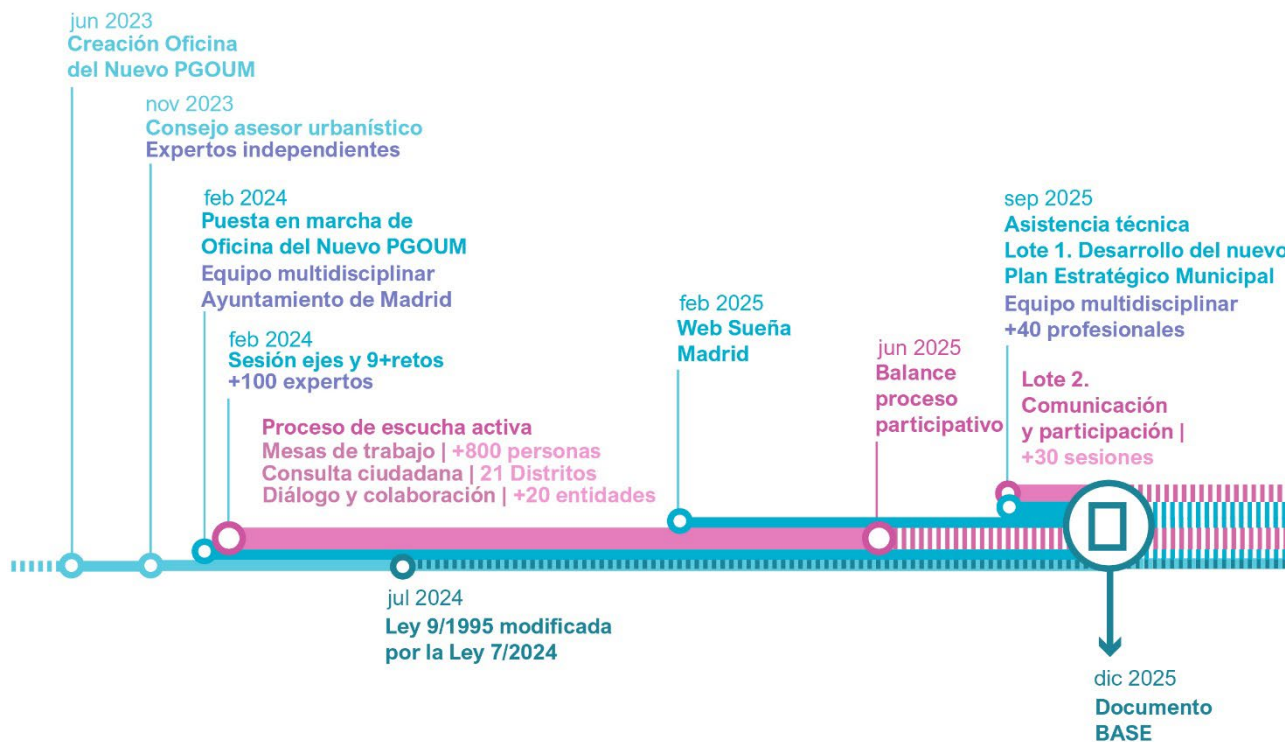 jun 2023
Creación Oficina
del Nuevo PGOUM
nov 2023
Consejo asesor urbanístico
Expertos independientes
feb 2024
Puesta en marcha de
Oficina del Nuevo PGOUM
Equipo multidisciplinar
Ayuntamiento de Madrid
feb 2024
Sesión ejes y 9+retos
+100 expertos
Proceso de escucha activa
Mesas de trabajo | +800 personas
Consulta ciudadana | 21 Distritos
Diálogo y colaboración | +20 entidades
jul 2024
Ley 9/1995 modificada
por la Ley 7/2024
feb 2025
Web Sueña
Madrid
jun 2025
Balance
proceso
participativo
sep 2025
Asistencia técnica
Lote 1. Desarrollo del nuevo
Plan Estratégico Municipal
Equipo multidisciplinar
+40 profesionales
Lote 2.
Comunicación
y participación |
+30 sesiones
dic 2025
Documento
BASE